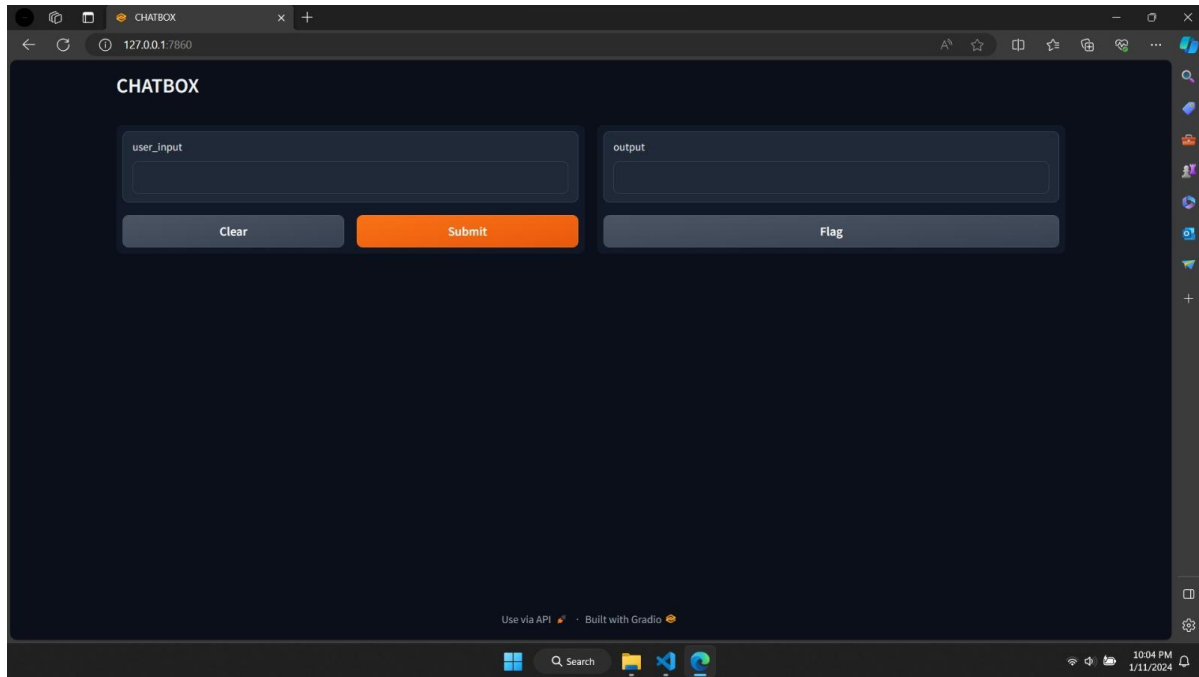 CHATBOX
127.0.0.1:7860
CHATBOX
user_input
output
Clear
Submit
Flag
Use via API · Built with Gradio
Search
10:04 PM
1/11/2024